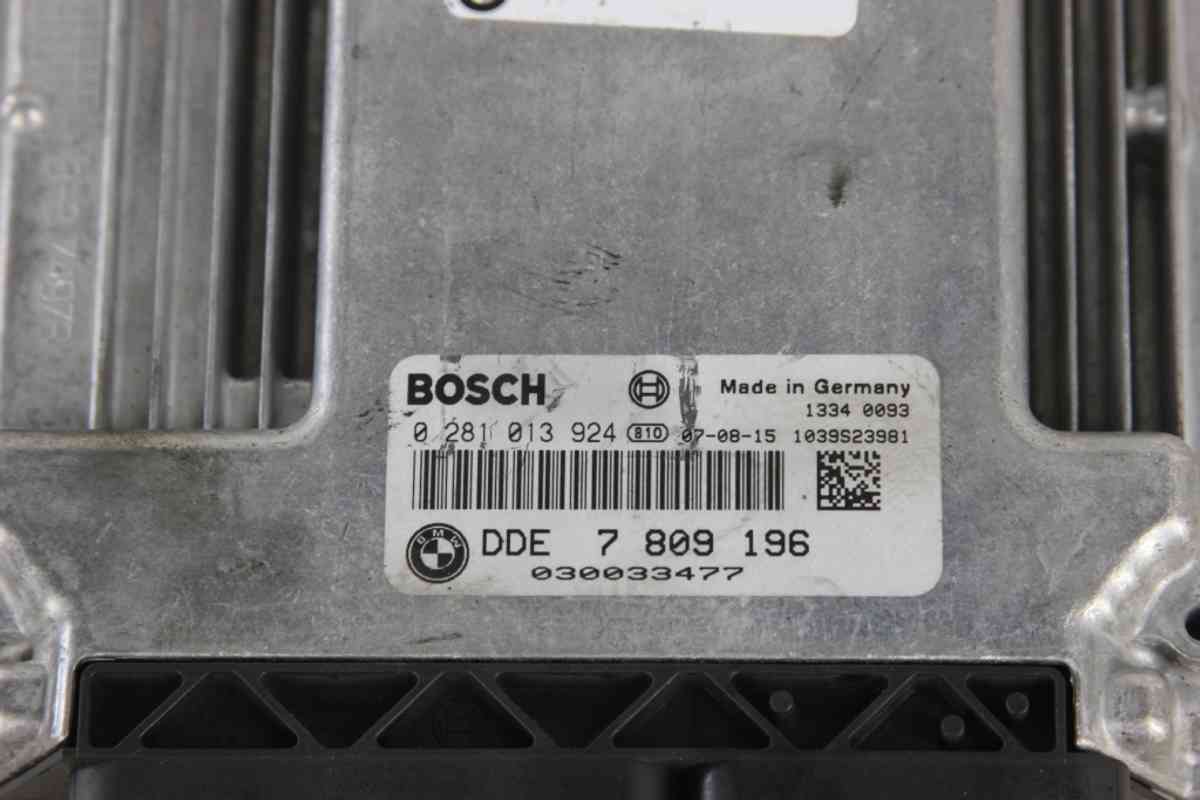 BOSCH
Made in Germany
1334 0093
0 281 013 924 810 07-08-15 1039S23981
BMW
DDE 7 809 196
030033477